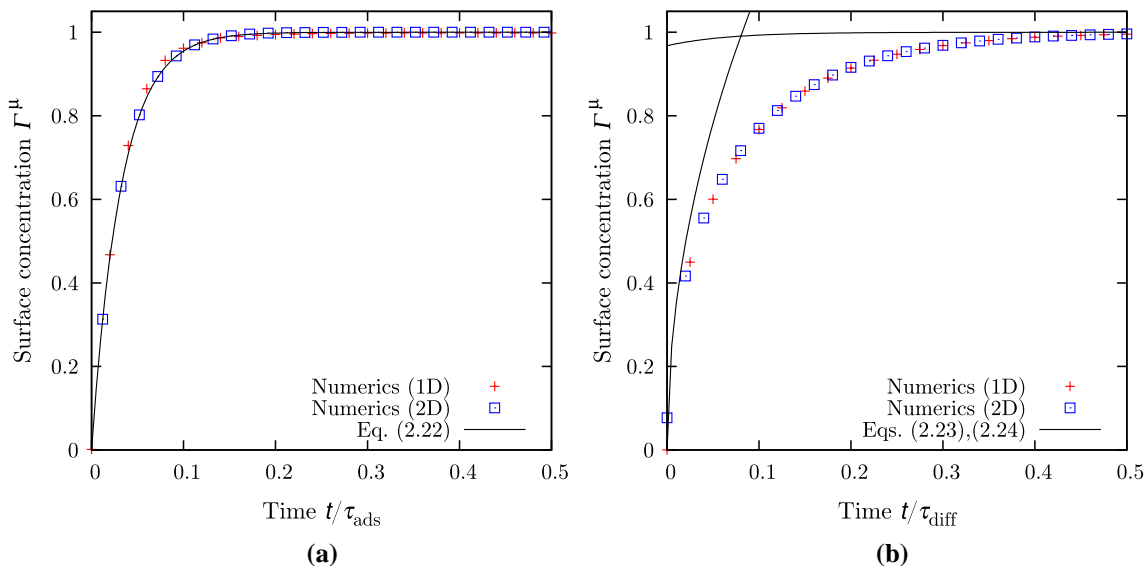 1
0.8
0.6
0.4
0.2
0
0
0.1
0.2
0.3
0.4
0.5
Surface concentration Γ^μ
Time t/τ_ads
Numerics (1D)
Numerics (2D)
Eq. (2.22)
(a)
1
0.8
0.6
0.4
0.2
0
0
0.1
0.2
0.3
0.4
0.5
Surface concentration Γ^μ
Time t/τ_diff
Numerics (1D)
Numerics (2D)
Eqs. (2.23),(2.24)
(b)